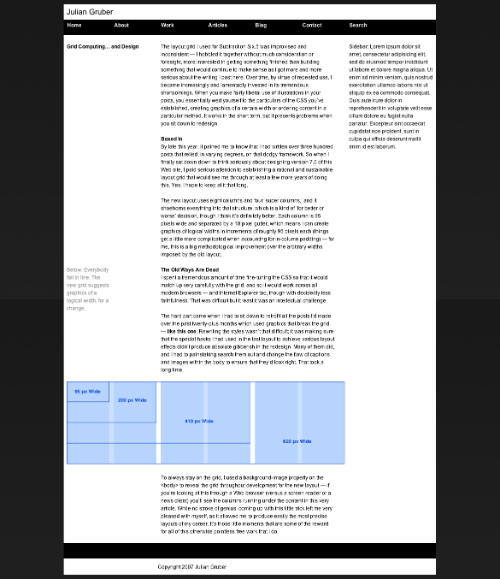 Julian Gruber
Home About Work Articles Blog Contact Search
Grid Computing... and Design
The layout grid I used for Subtraction Six.5 was improvised and
inconsistent — I hobbled it together without much consideration or
foresight, more interested in getting something finished than building
something that would continue to make sense as I got more and more
serious about the writing I post here. Over time, by virtue of repeated use, I
became increasingly and lamentably invested in its tremendous
shortcomings. When you make fairly liberal use of illustrations in your
posts, you essentially wed yourself to the particulars of the CSS you've
established, creating graphics of a certain width or ordering content in a
particular method. It works in the short term, but it presents problems when
you sit down to redesign.
Boxed In
By late this year, it pained me to know that I had written over three hundred
posts that relied, in varying degrees, on that dodgy framework. So when I
finally sat down to think seriously about designing version 7.0 of this
Web site, I paid serious attention to establishing a rational and sustainable
layout grid that would see me through at least a few more years of doing
this. Yes, I hope to keep at it that long.
The new layout uses eight columns and four super columns, and it
shoehorns everything into that structure, which is a kind of 'for better or
worse' decision, though I think it's definitely better. Each column is 95
pixels wide and separated by a 10 pixel gutter, which means I can create
graphics of logical widths in increments of roughly 95 pixels each (things
get a little more complicated when accounting for in-column padding) — for
me, this is a big methodological improvement over the arbitrary widths
imposed by the old layout.
The Old Ways Are Dead
I spent a tremendous amount of time fine-tuning the CSS so that it would
match up very carefully with the grid, and so it would work across all
modern browsers — and Internet Explorer too, though with decidedly less
faithfulness. That was difficult but at least it was an intellectual challenge.
The hard part came when I had to sit down to retrofit all the posts I'd made
over the past twenty-plus months which used graphics that break the grid
— like this one. Rewriting the styles wasn't that difficult; it was making sure
that the special hacks I had used in the last layout to achieve various layout
effects didn't produce absolute gibberish in the redesign. Many of them did,
and I had to painstaking search them out and change the flow of captions
and images within the body to ensure that they'd look right. That took a
long time.
Below: Everybody
fall in line. The
new grid suggests
graphics of a
logical width for a
change.
95 px Wide
200 px Wide
410 px Wide
620 px Wide
To always stay on the grid, I used a background-image property on the
<body> to reveal the grid throughout development for the new layout — if
you're looking at this through a Web browser (versus a screen reader or a
news client) you'll see the columns running under the content in this very
article. While no stroke of genius, coming up with this little trick left me very
pleased with myself, as it allowed me to produce easily the most precise
layouts of my career. It's those little moments that are some of the reward
for all of this otherwise pointless free work that I do.
Sidebar: Lorem ipsum dolor sit
amet, consectetur adipisicing elit,
sed do eiusmod tempor incididunt
ut labore et dolore magna aliqua. Ut
enim ad minim veniam, quis nostrud
exercitation ullamco laboris nisi ut
aliquip ex ea commodo consequat.
Duis aute irure dolor in
reprehenderit in voluptate velit esse
cillum dolore eu fugiat nulla
pariatur. Excepteur sint occaecat
cupidatat non proident, sunt in
culpa qui officia deserunt mollit
anim id est laborum.
Copyright 2007 Julian Gruber